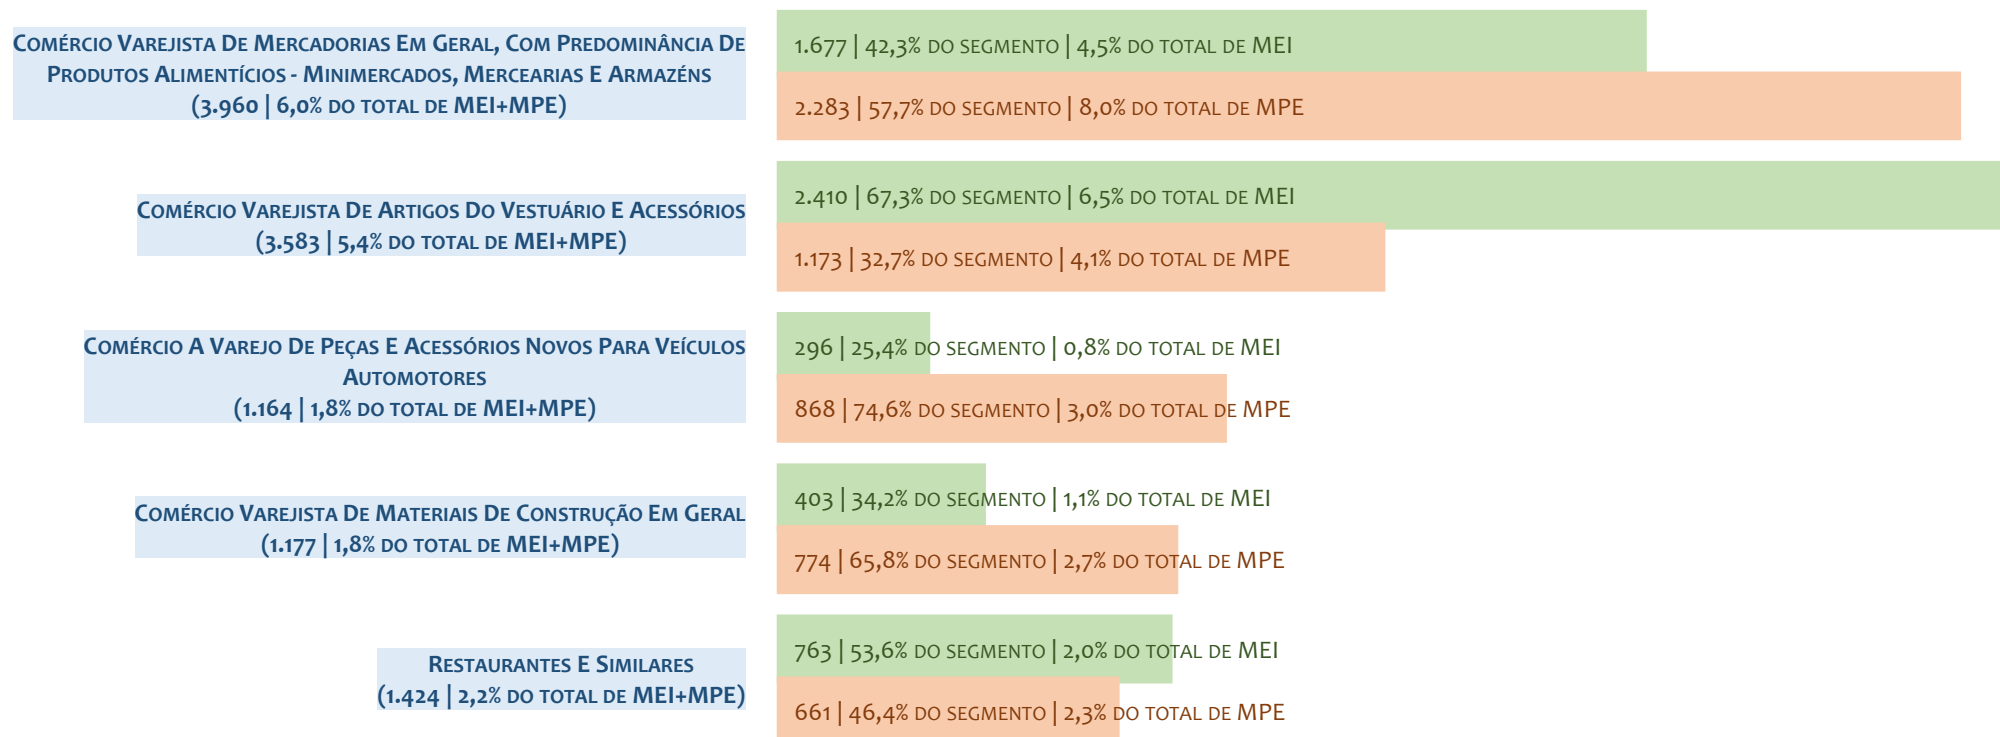 Comércio Varejista De Mercadorias Em Geral, Com Predominância De
Produtos Alimentícios - Minimercados, Mercearias E Armazéns
(3.960 | 6,0% do total de MEI+MPE)
1.677 | 42,3% do segmento | 4,5% do total de MEI
2.283 | 57,7% do segmento | 8,0% do total de MPE
Comércio Varejista De Artigos Do Vestuário E Acessórios
(3.583 | 5,4% do total de MEI+MPE)
2.410 | 67,3% do segmento | 6,5% do total de MEI
1.173 | 32,7% do segmento | 4,1% do total de MPE
Comércio A Varejo De Peças E Acessórios Novos Para Veículos
Automotores
(1.164 | 1,8% do total de MEI+MPE)
296 | 25,4% do segmento | 0,8% do total de MEI
868 | 74,6% do segmento | 3,0% do total de MPE
Comércio Varejista De Materiais De Construção Em Geral
(1.177 | 1,8% do total de MEI+MPE)
403 | 34,2% do segmento | 1,1% do total de MEI
774 | 65,8% do segmento | 2,7% do total de MPE
Restaurantes E Similares
(1.424 | 2,2% do total de MEI+MPE)
763 | 53,6% do segmento | 2,0% do total de MEI
661 | 46,4% do segmento | 2,3% do total de MPE